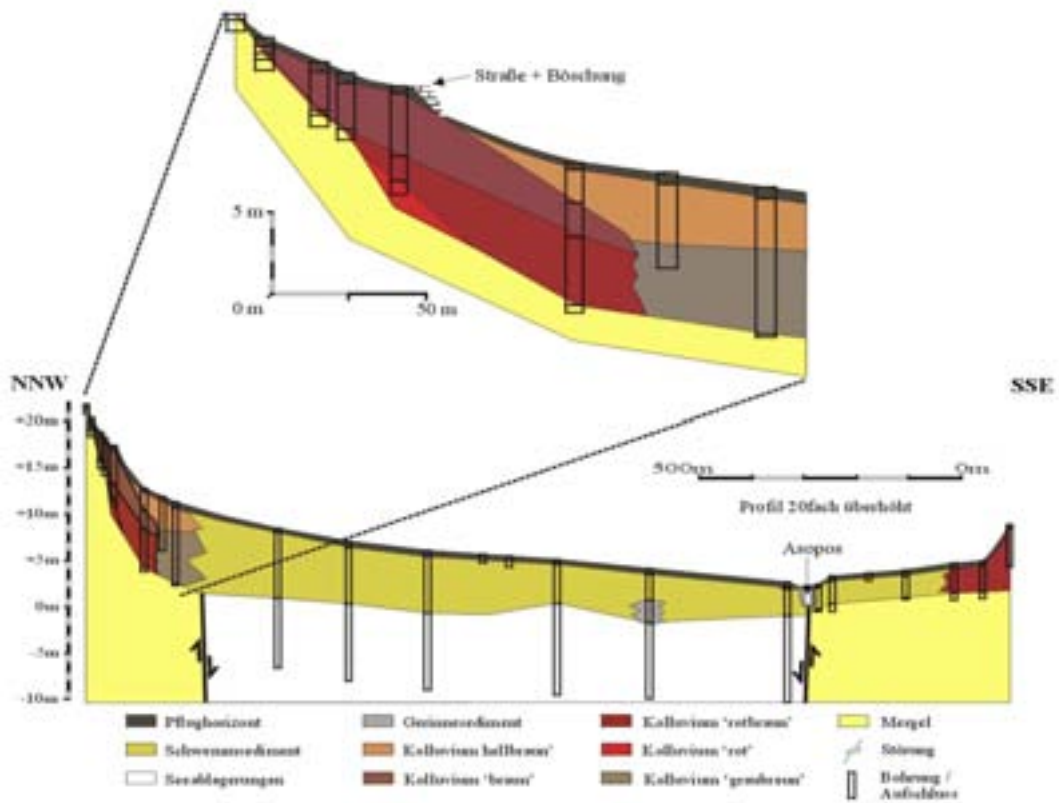 Straße + Böschung
5 m
0 m
50 m
NNW
SSE
+20m
+15m
+10m
+5m
0m
-5m
-10m
500m
0m
Profil 20fach überhöht
Asopos
Pflughorizont
Gerinnesediment
Kolluvium 'rotbraun'
Mergel
Schwemmsediment
Kolluvium hellbraun'
Kolluvium 'rot'
Störung
Seeablagerungen
Kolluvium 'braun'
Kolluvium 'graubraun'
Bohrung /
Aufschluss